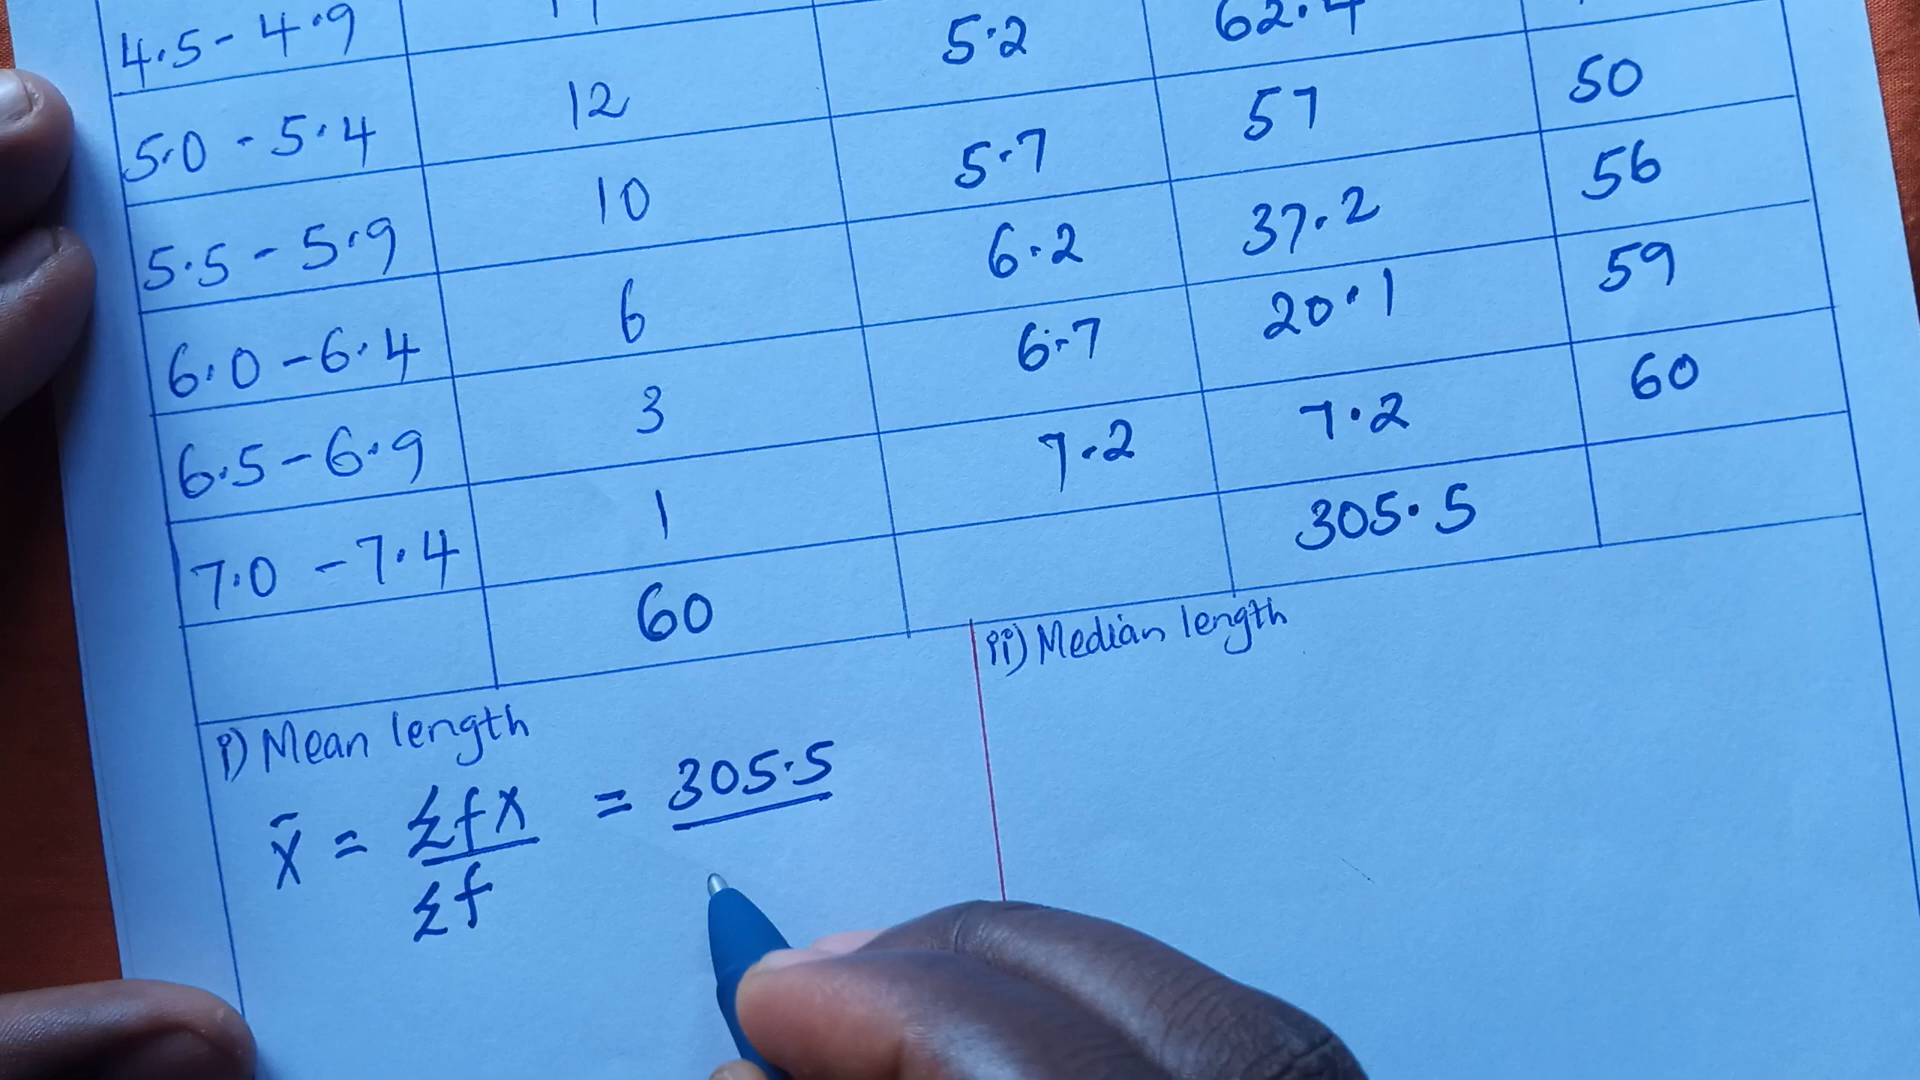 4.5 - 4.9 5.2 62.4
5.0 - 5.4 12 5.7 57 50
5.5 - 5.9 10 6.2 37.2 56
6.0 - 6.4 6 6.7 20.1 59
6.5 - 6.9 3 7.2 7.2 60
7.0 - 7.4 1 305.5
60
i) Mean length
x̄ = Σfx / Σf = 305.5
ii) Median length